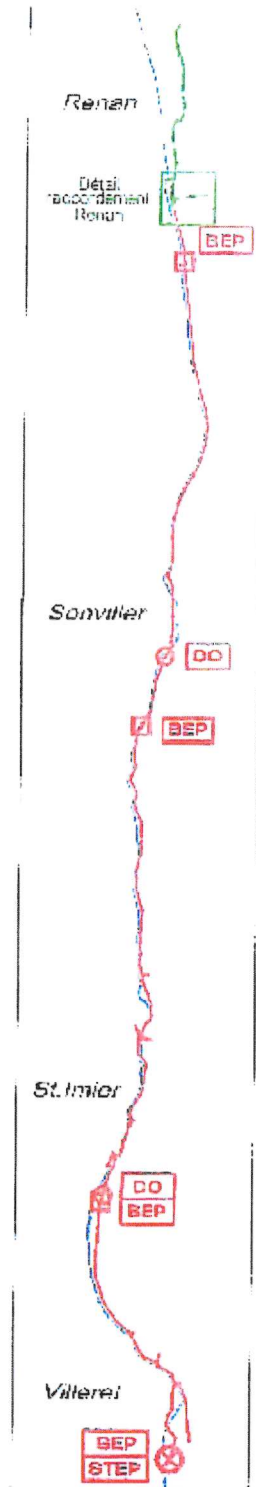 Renan
Détail
raccordement
Renan
BEP
Sonvilier
DO
BEP
St.Imier
DO
BEP
Villeret
BEP
STEP